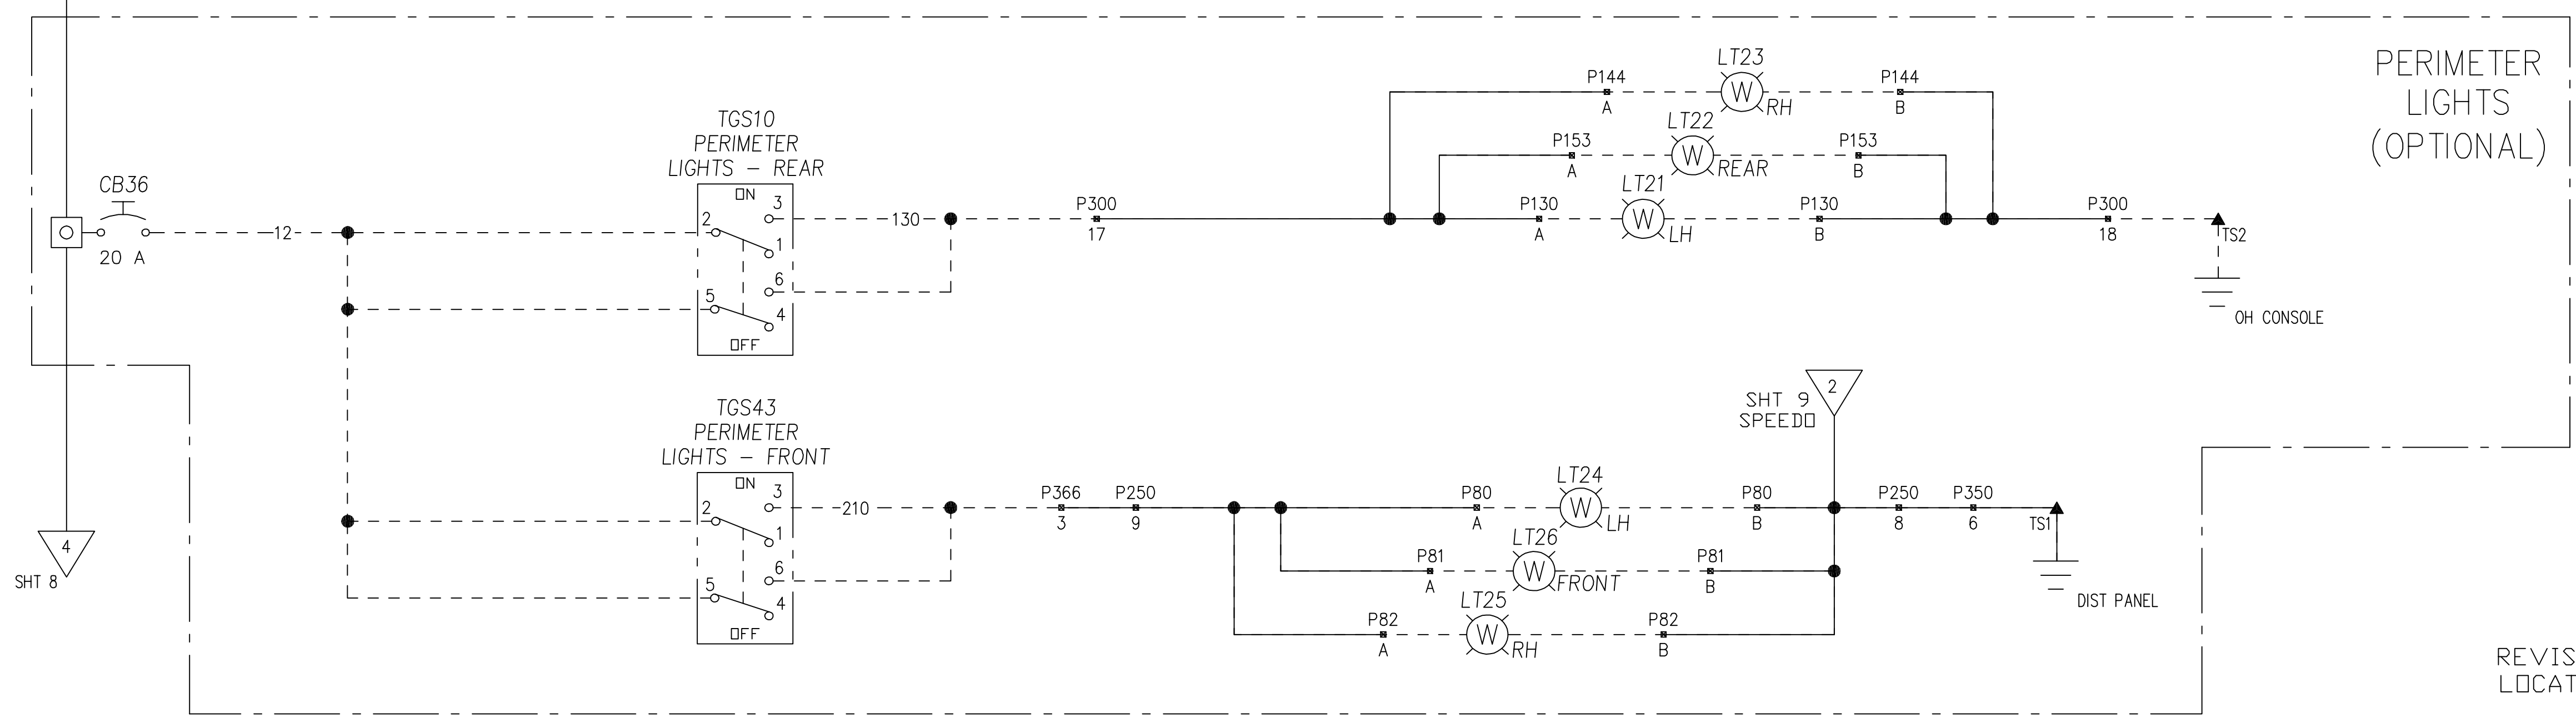 PERIMETER
LIGHTS
(OPTIONAL)
CB36
20 A
12
TGS10
PERIMETER
LIGHTS - REAR
ON
2
3
1
6
5
4
OFF
130
P300
17
P144
A
LT23
RH
P144
B
P153
A
LT22
REAR
P153
B
P130
A
LT21
LH
P130
B
P300
18
TS2
OH CONSOLE
TGS43
PERIMETER
LIGHTS - FRONT
ON
2
3
1
6
5
4
OFF
210
P366
3
P250
9
P80
A
LT24
LH
P80
B
P81
A
LT26
FRONT
P81
B
P82
A
LT25
RH
P82
B
W
W
W
W
W
W
SHT 9
SPEEDO
2
P250
8
P350
6
TS1
DIST PANEL
4
SHT 8
REVIS
LOCAT